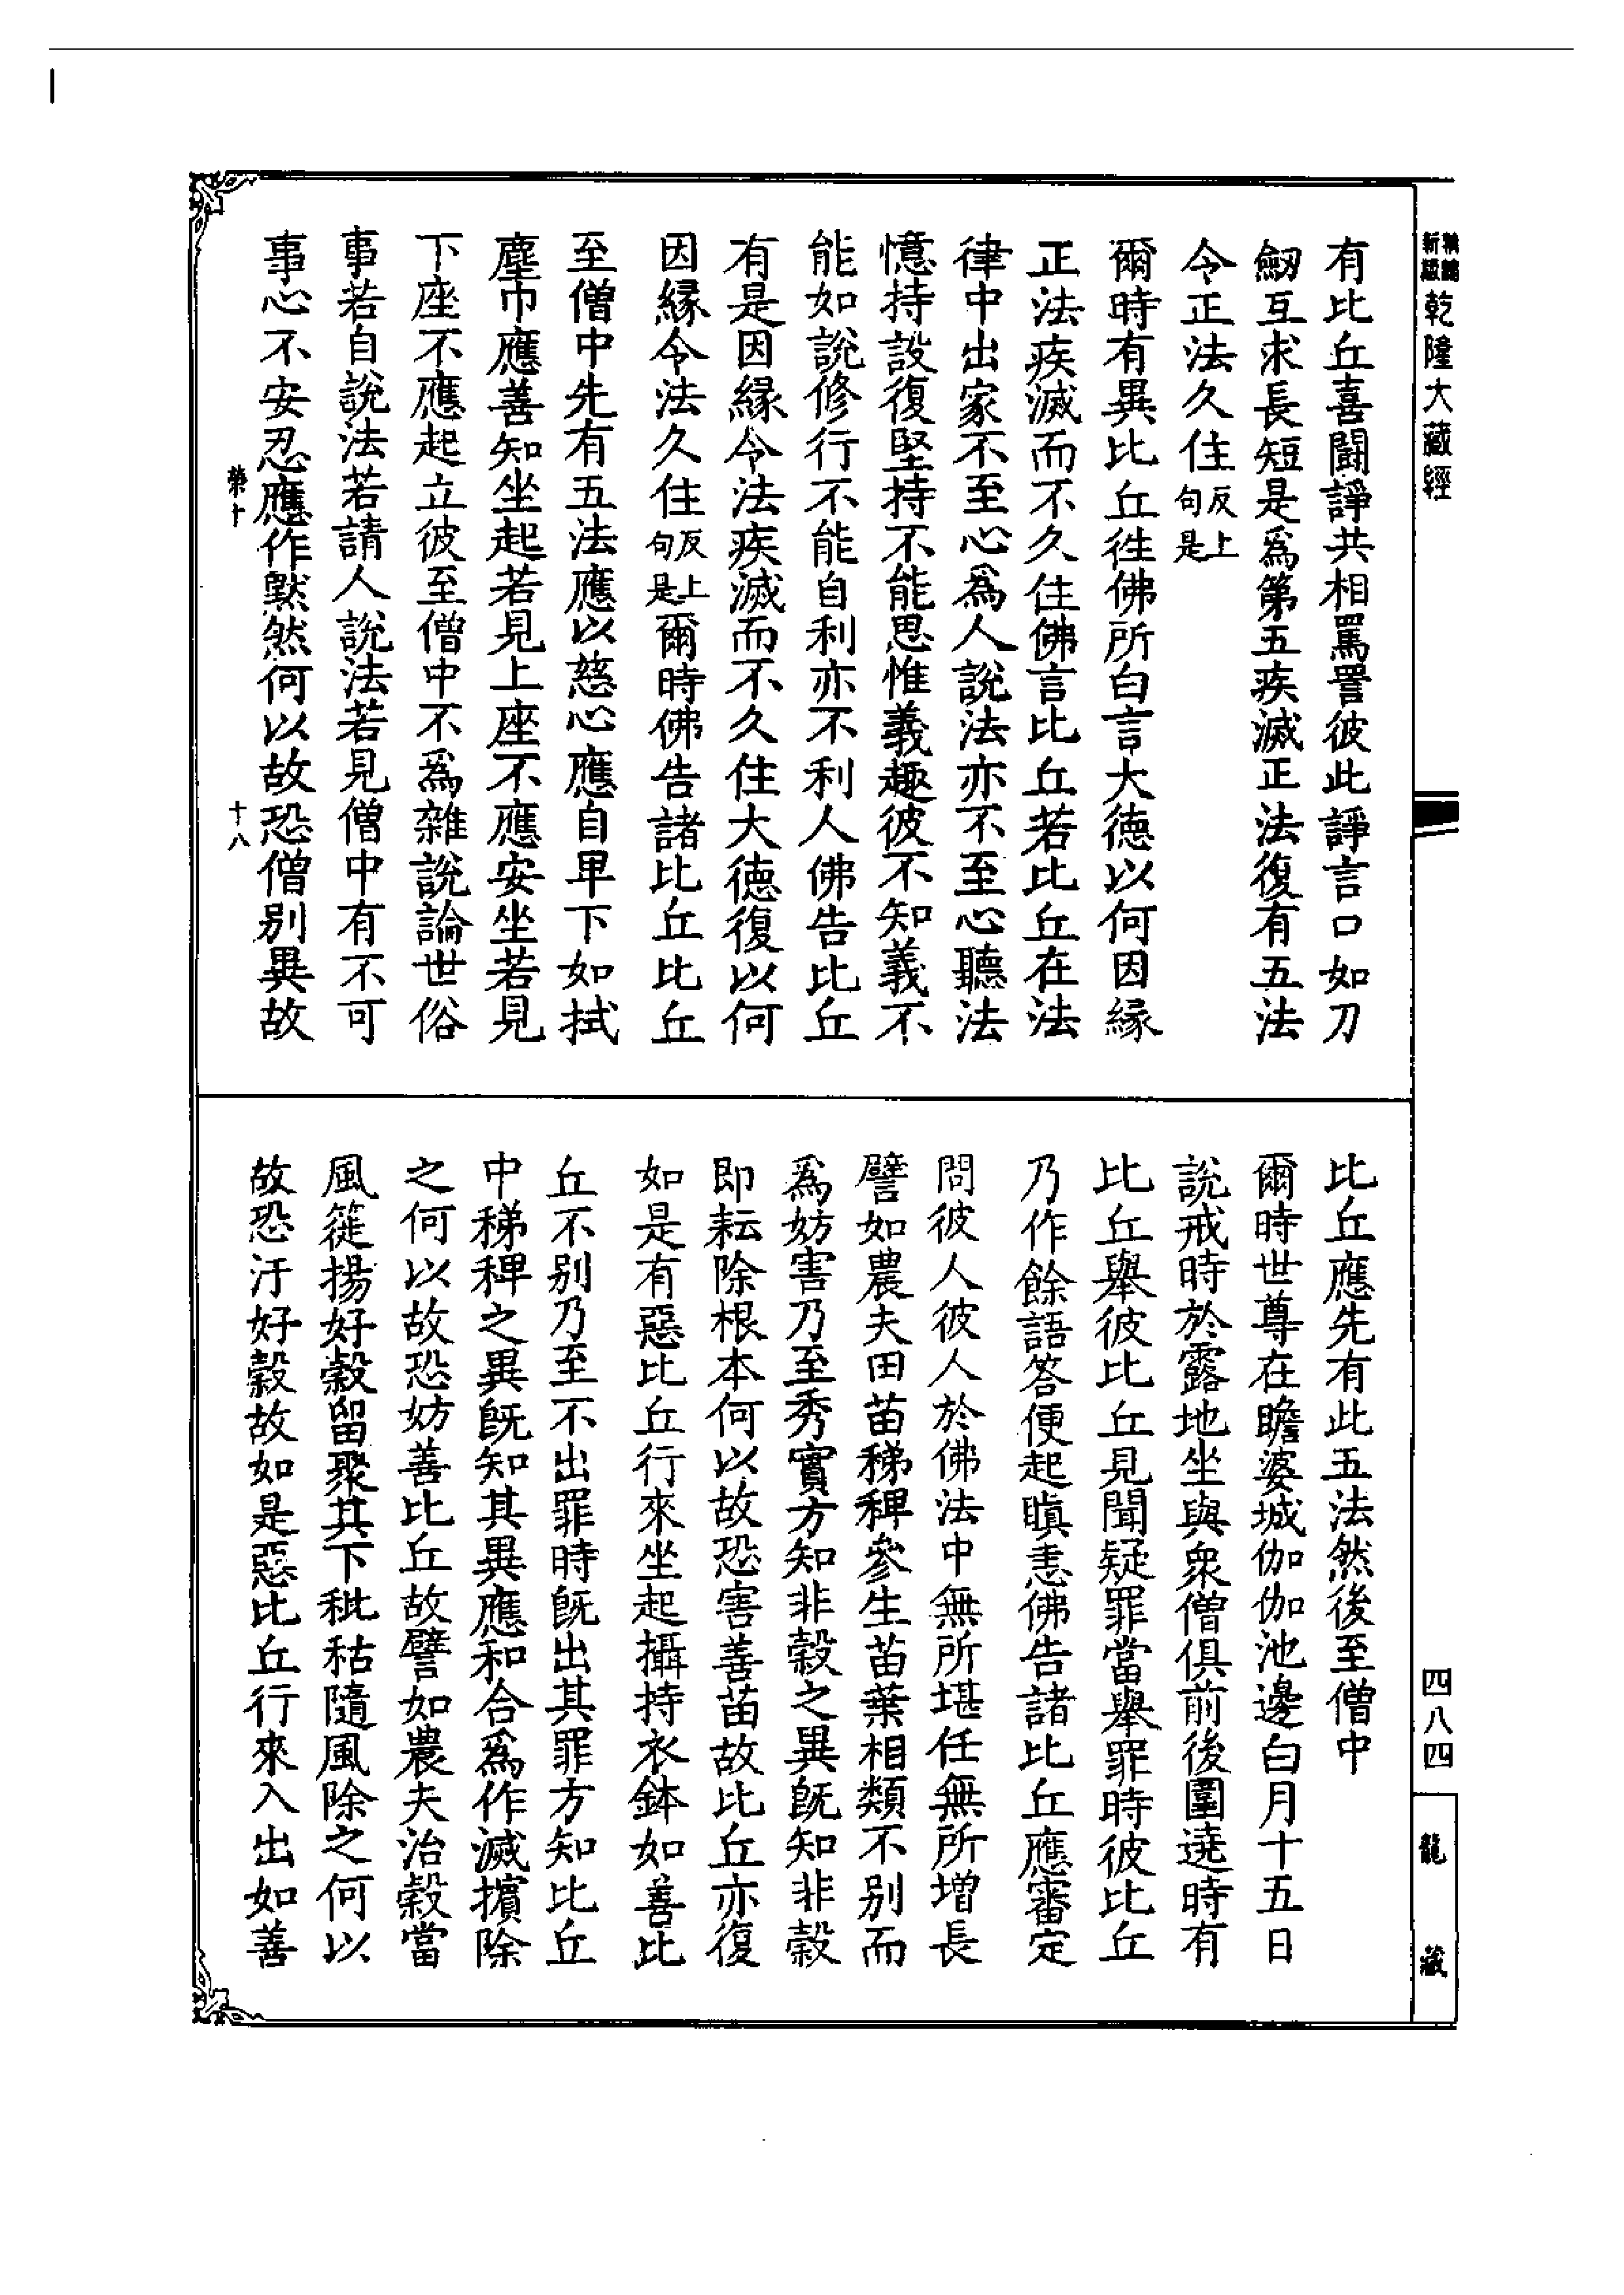 新編
縮
乾隆大藏經
有比丘喜鬪諍共相罵詈彼此諍言口如刀
劒互求長短是爲第五疾滅正法復有五法
令正法久住反上句是
爾時有異比丘徃佛所白言大德以何因緣
正法疾滅而不久住佛言比丘若比丘在法
律中出家不至心爲人說法亦不至心聽法
憶持設復堅持不能思惟義趣彼不知義不
能如說修行不能自利亦不利人佛告比丘
有是因緣令法疾滅而不久住大德復以何
因緣令法久住反上句是爾時佛告諸比丘比丘
至僧中先有五法應以慈心應自卑下如拭
塵巾應善知坐起若見上座不應安坐若見
下座不應起立彼至僧中不爲雜說論世俗
事若自說法若請人說法若見僧中有不可
事心不安忍應作默然何以故恐僧別異故
十八
比丘應先有此五法然後至僧中
爾時世尊在瞻婆城伽伽池邊白月十五日
說戒時於露地坐與衆僧俱前後圍遶時有
比丘舉彼比丘見聞疑罪當舉罪時彼比丘
乃作餘語答便起瞋恚佛告諸比丘應審定
問彼人彼人於佛法中無所堪任無所增長
譬如農夫田苗稊稗參生苗葉相類不別而
爲妨害乃至秀實方知非穀之異旣知非穀
即耘除根本何以故恐害善苗故比丘亦復
如是有惡比丘行來坐起攝持衣鉢如善比
丘不別乃至不出罪時旣出其罪方知比丘
中稊稗之異旣知其異應和合爲作滅擯除
之何以故恐妨善比丘故譬如農夫治穀當
風簁揚好穀留聚其下秕秙隨風除之何以
故恐汙好穀故如是惡比丘行來入出如善
四八四
龍藏